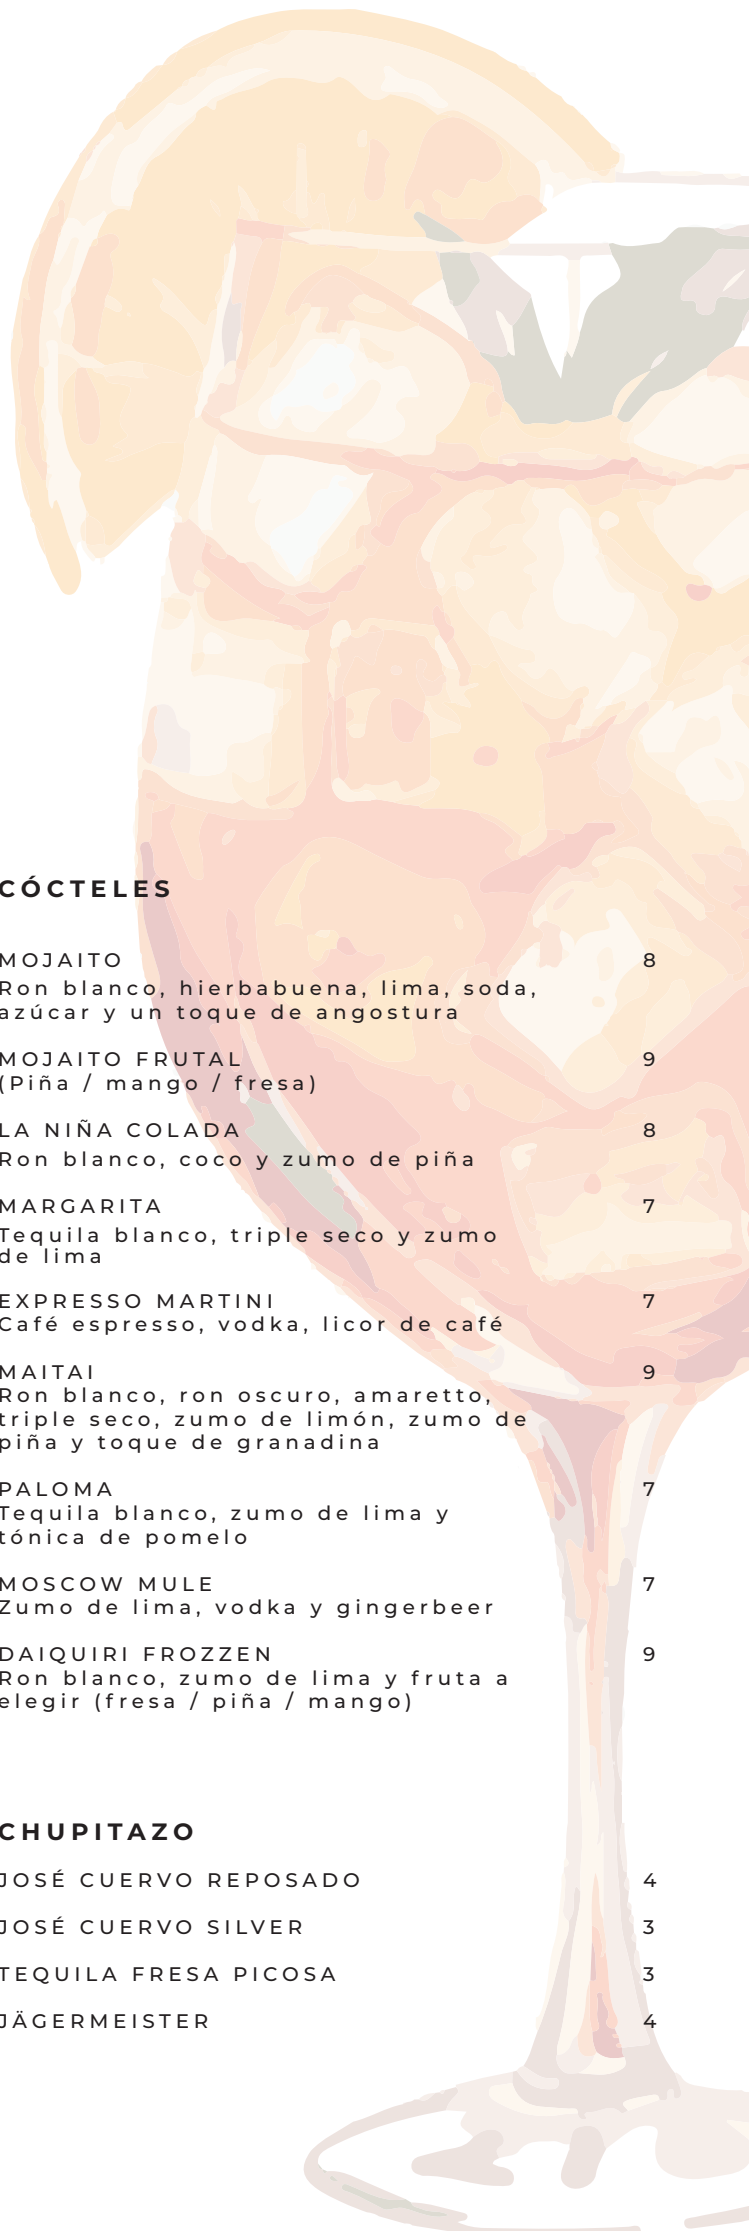 CÓCTELES
MOJAITO 8
Ron blanco, hierbabuena, lima, soda,
azúcar y un toque de angostura
MOJAITO FRUTAL 9
(Piña / mango / fresa)
LA NIÑA COLADA 8
Ron blanco, coco y zumo de piña
MARGARITA 7
Tequila blanco, triple seco y zumo
de lima
EXPRESSO MARTINI 7
Café espresso, vodka, licor de café
MAITAI 9
Ron blanco, ron oscuro, amaretto,
triple seco, zumo de limón, zumo de
piña y toque de granadina
PALOMA 7
Tequila blanco, zumo de lima y
tónica de pomelo
MOSCOW MULE 7
Zumo de lima, vodka y gingerbeer
DAIQUIRI FROZZEN 9
Ron blanco, zumo de lima y fruta a
elegir (fresa / piña / mango)
CHUPITAZO
JOSÉ CUERVO REPOSADO 4
JOSÉ CUERVO SILVER 3
TEQUILA FRESA PICOSA 3
JÄGERMEISTER 4